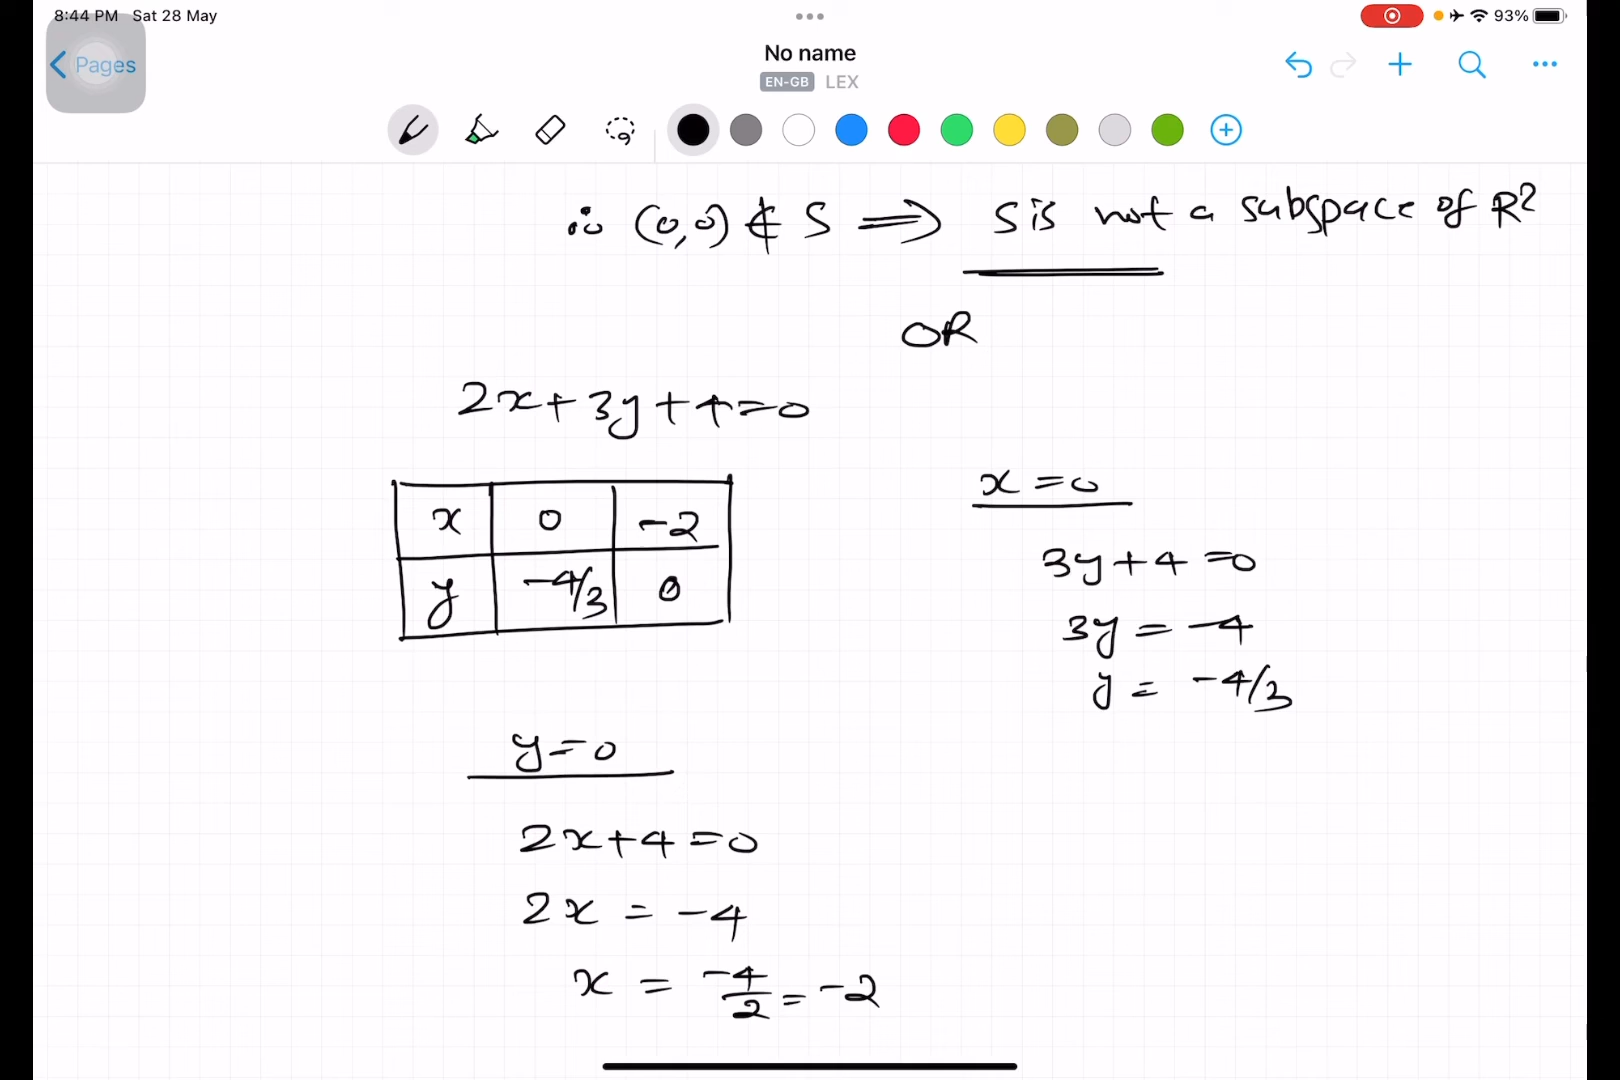 8:44 PM Sat 28 May
93%
Pages
No name
EN-GB LEX
∴ (0,0) ∉ S ⟹ S is not a subspace of R²
OR
2x+3y+4=0
x 0 -2
y -4/3 0
x=0
3y+4=0
3y = -4
y = -4/3
y=0
2x+4=0
2x = -4
x = -4/2 = -2